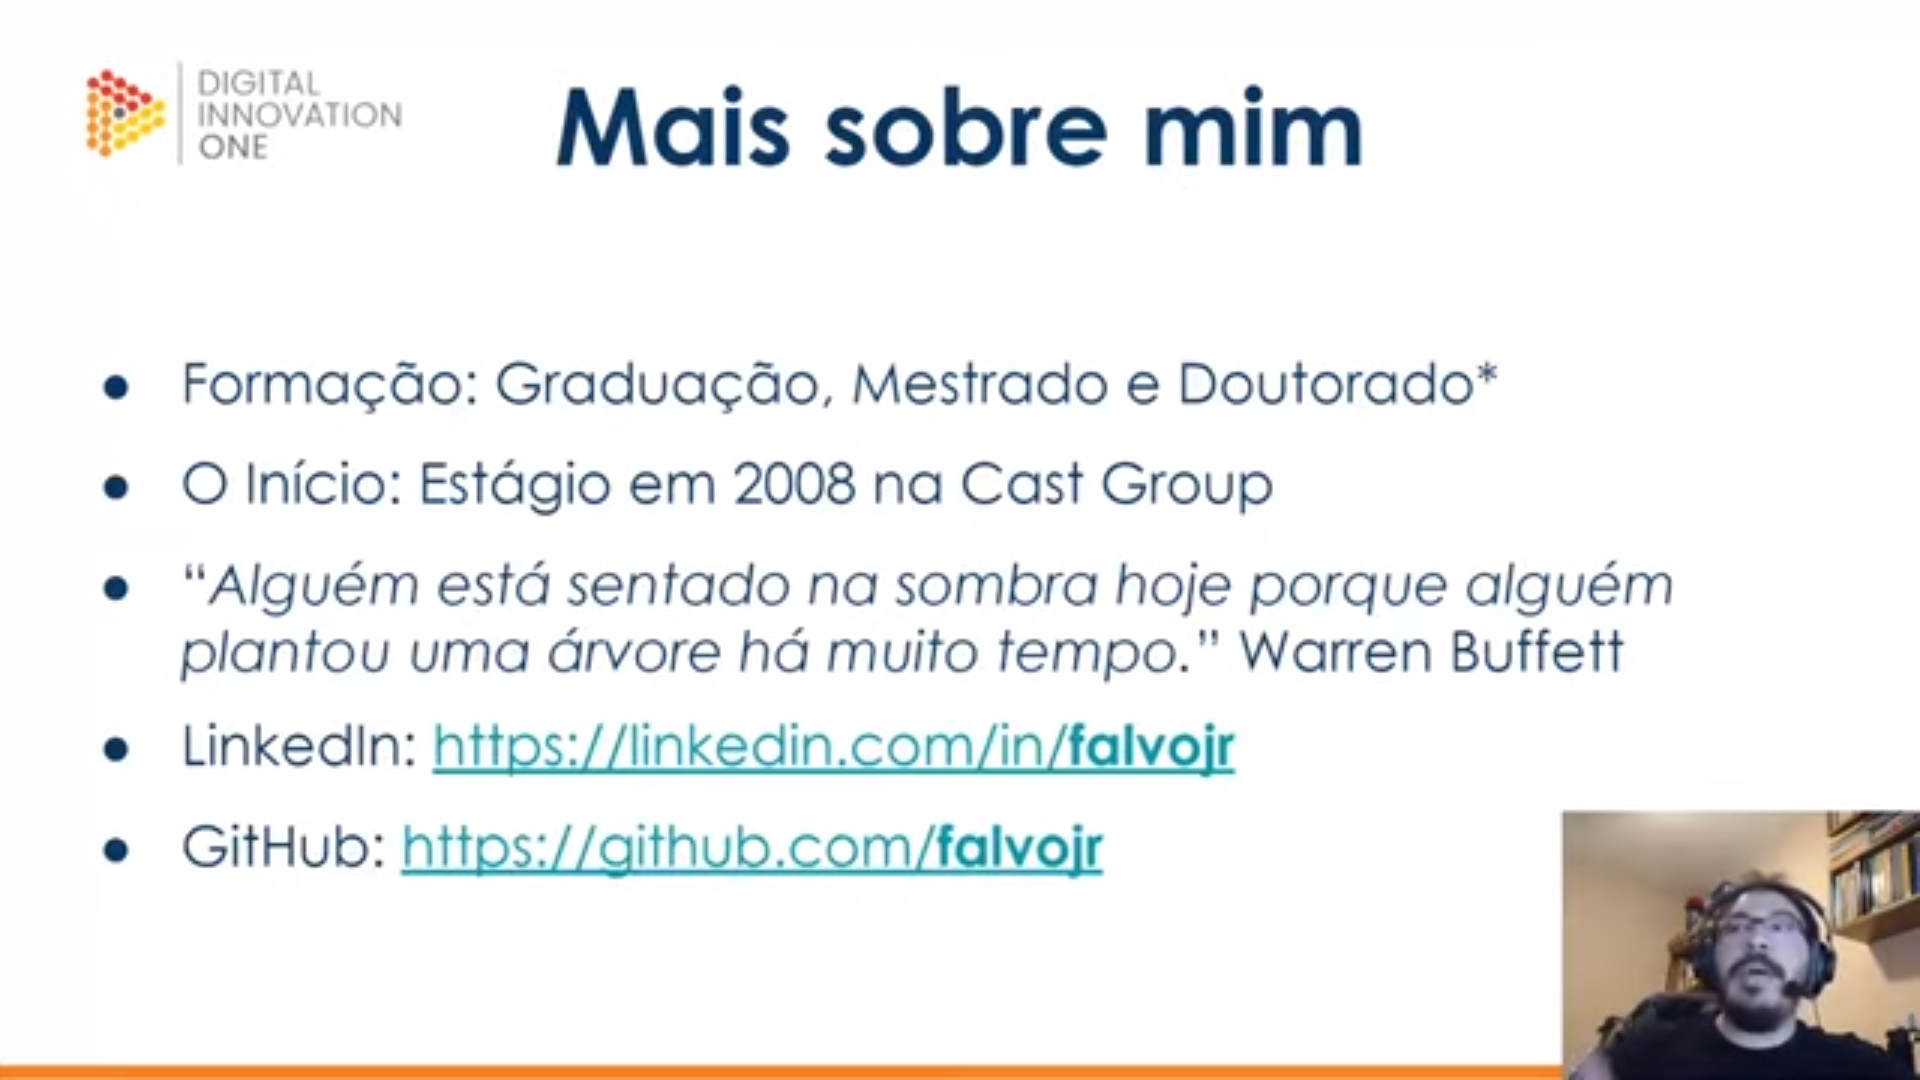 DIGITAL
INNOVATION
ONE
Mais sobre mim
● Formação: Graduação, Mestrado e Doutorado*
● O Início: Estágio em 2008 na Cast Group
● “Alguém está sentado na sombra hoje porque alguém
plantou uma árvore há muito tempo.” Warren Buffett
● LinkedIn: https://linkedin.com/in/falvojr
● GitHub: https://github.com/falvojr